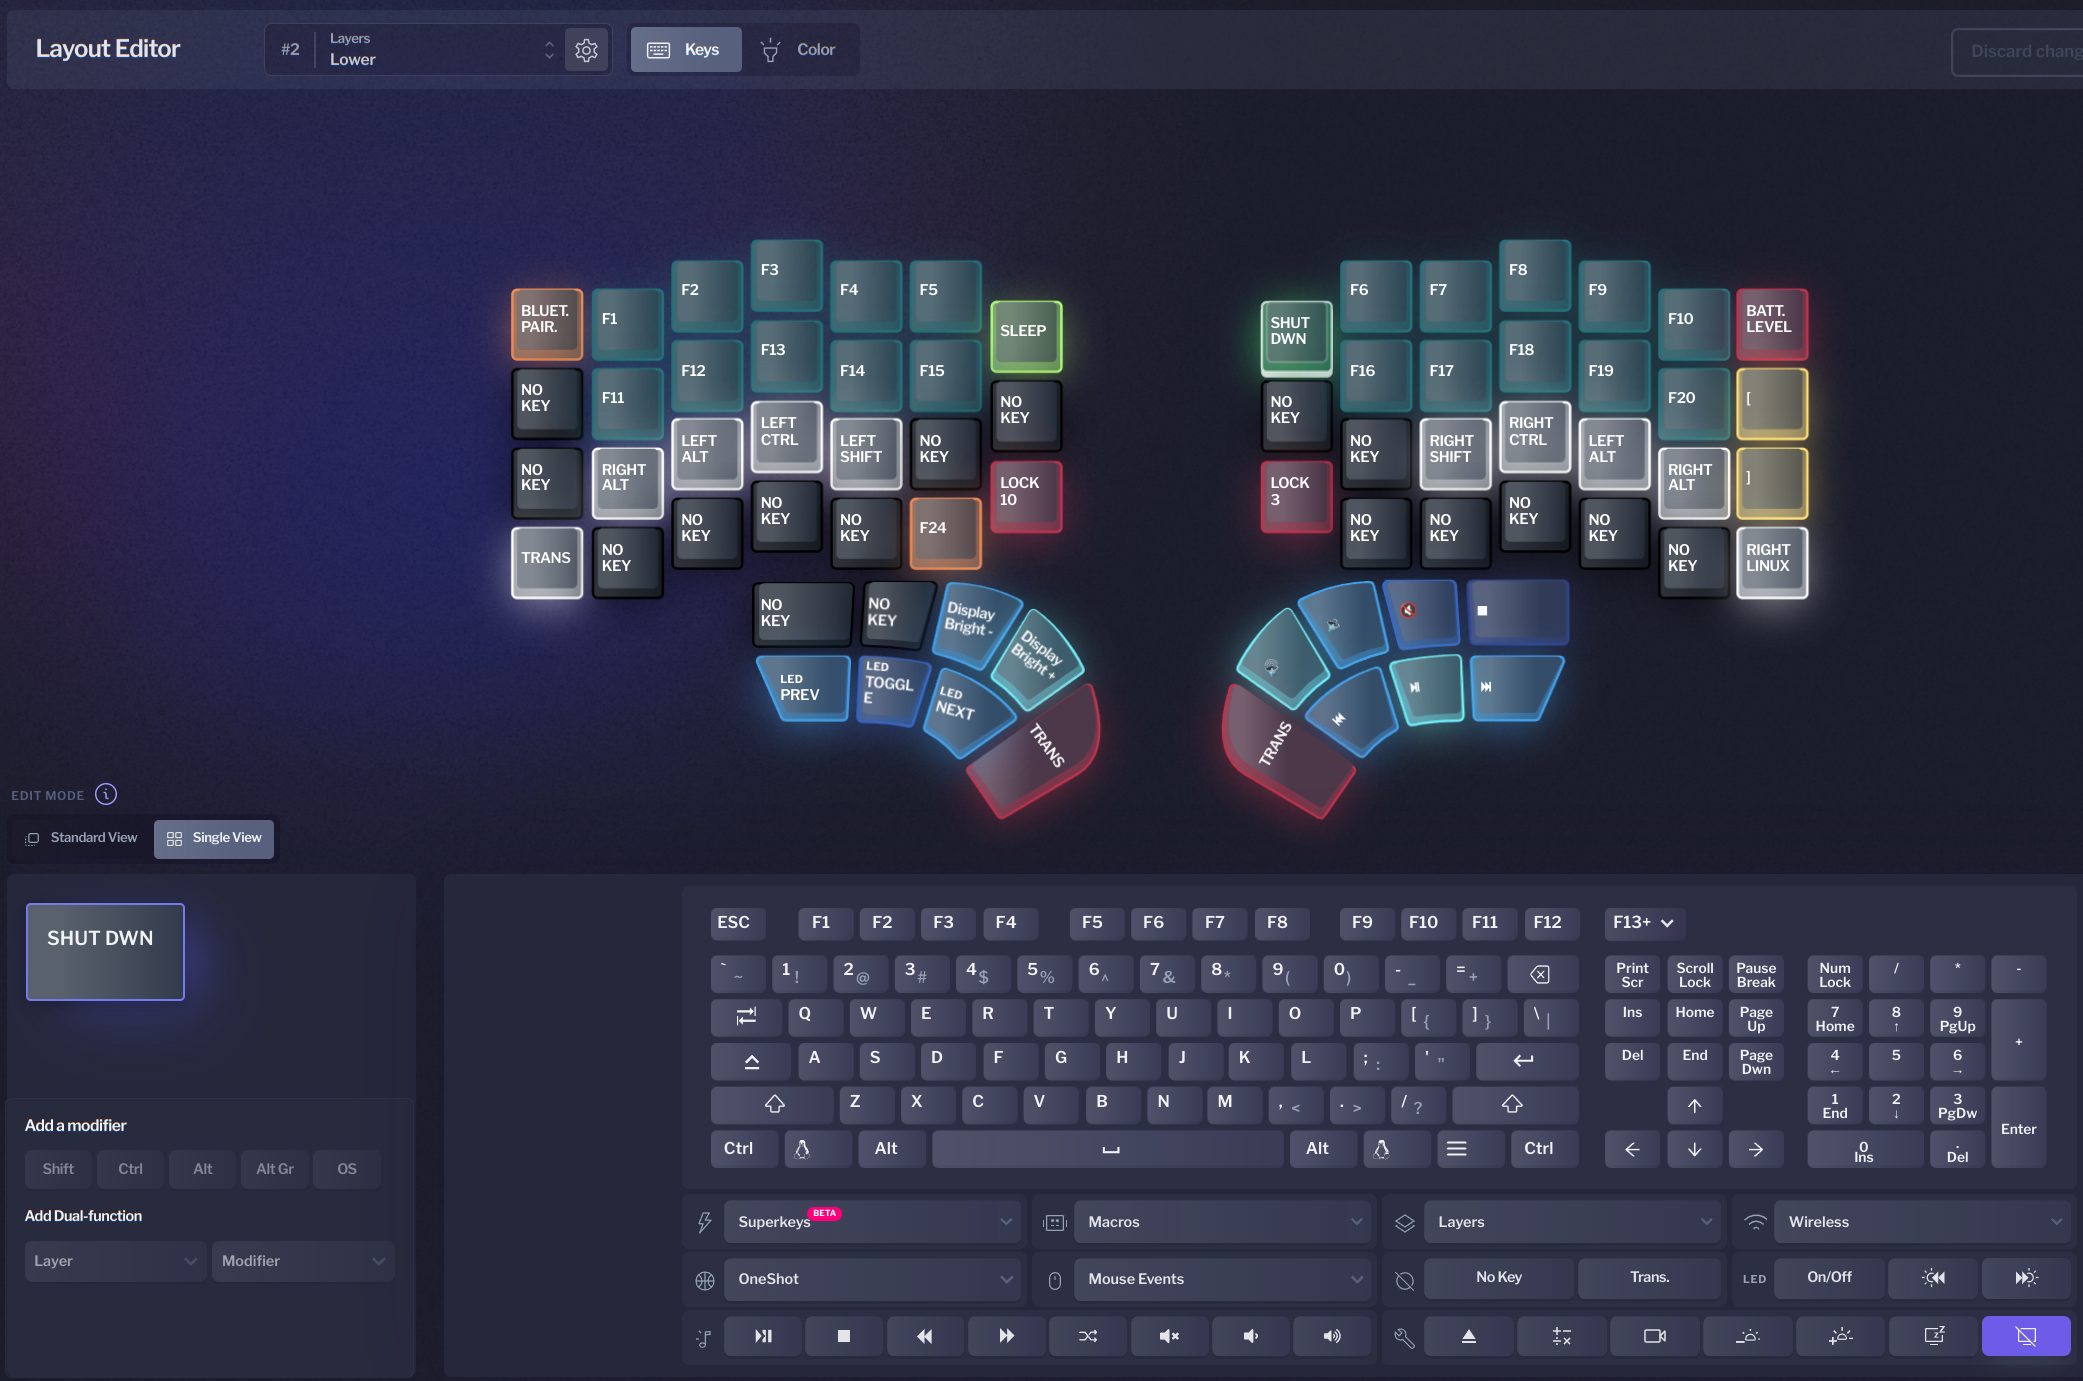 Layout Editor
#2
Layers
Lower
Keys
Color
Discard chang
BLUET.
PAIR.
F1
F2
F3
F4
F5
SLEEP
NO
KEY
F11
F12
F13
F14
F15
NO
KEY
NO
KEY
RIGHT
ALT
LEFT
ALT
LEFT
CTRL
LEFT
SHIFT
NO
KEY
LOCK
10
TRANS
NO
KEY
NO
KEY
NO
KEY
NO
KEY
F24
NO
KEY
NO
KEY
Display
Bright -
Display
Bright +
LED
PREV
LED
TOGGL
E
LED
NEXT
TRANS
SHUT
DWN
F6
F7
F8
F9
F10
BATT.
LEVEL
NO
KEY
F16
F17
F18
F19
F20
[
LOCK
3
NO
KEY
RIGHT
SHIFT
RIGHT
CTRL
LEFT
ALT
RIGHT
ALT
]
NO
KEY
NO
KEY
NO
KEY
NO
KEY
NO
KEY
RIGHT
LINUX
TRANS
EDIT MODE
Standard View
Single View
SHUT DWN
Add a modifier
Shift Ctrl Alt Alt Gr OS
Add Dual-function
Layer Modifier
ESC F1 F2 F3 F4 F5 F6 F7 F8 F9 F10 F11 F12 F13+
` ~ 1 ! 2 @ 3 # 4 $ 5 % 6 ^ 7 & 8 * 9 ( 0 ) - _ = +
Q W E R T Y U I O P [ { ] } \ |
A S D F G H J K L ; : ' "
Z X C V B N M , < . > / ?
Ctrl Alt Alt Ctrl
Print
Scr
Scroll
Lock
Pause
Break
Ins
Home
Page
Up
Del
End
Page
Dwn
Num
Lock
/
*
-
7
Home
8
↑
9
PgUp
+
4
←
5
6
→
1
End
2
↓
3
PgDw
Enter
0
Ins
.
Del
Superkeys BETA
Macros
Layers
Wireless
OneShot
Mouse Events
No Key
Trans.
LED
On/Off